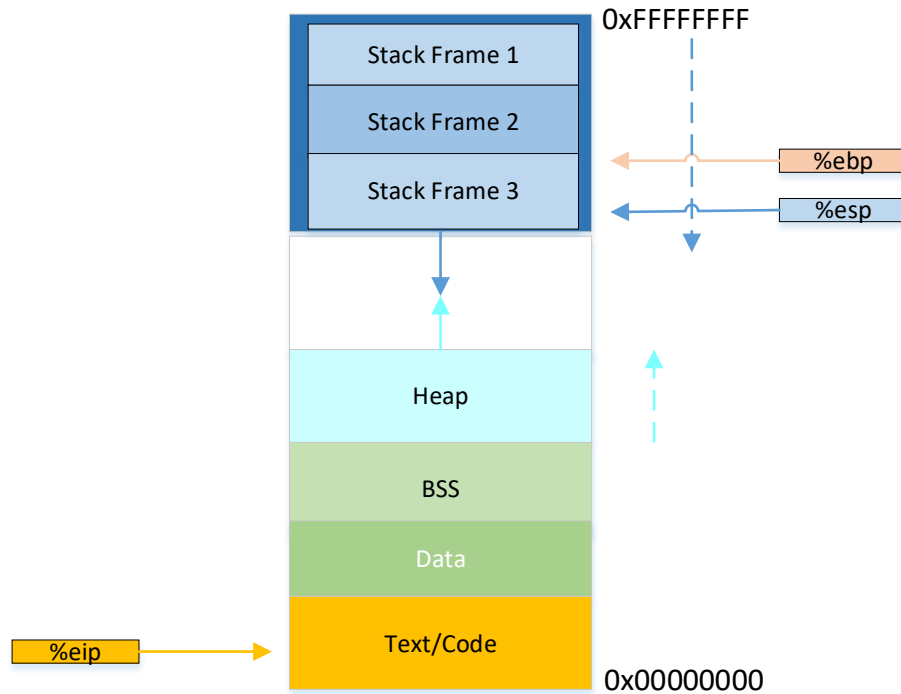 0xFFFFFFFF
Stack Frame 1
Stack Frame 2
%ebp
Stack Frame 3
%esp
Heap
BSS
Data
Text/Code
%eip
0x00000000